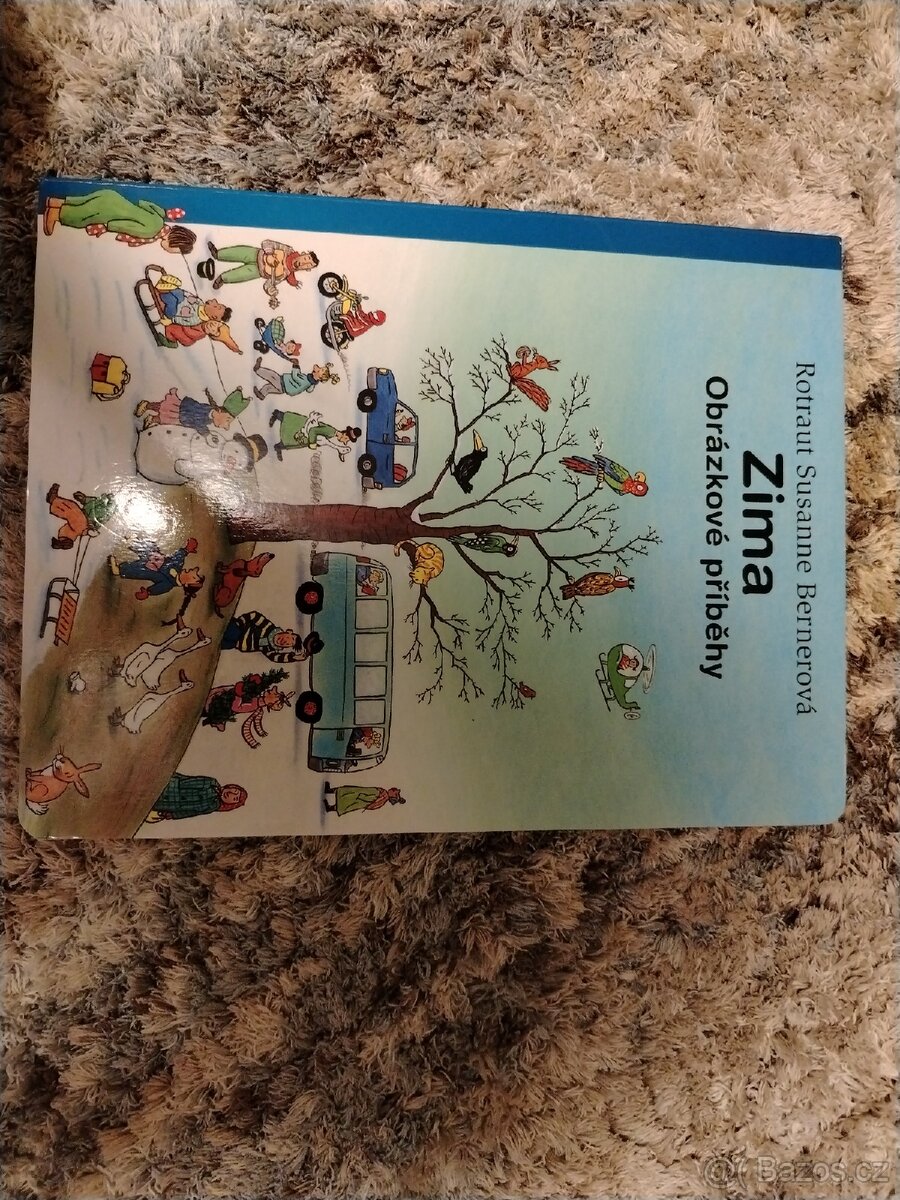 Rotraut Susanne Bernerová
Zima
Obrázkové příběhy
@ Bazos.cz